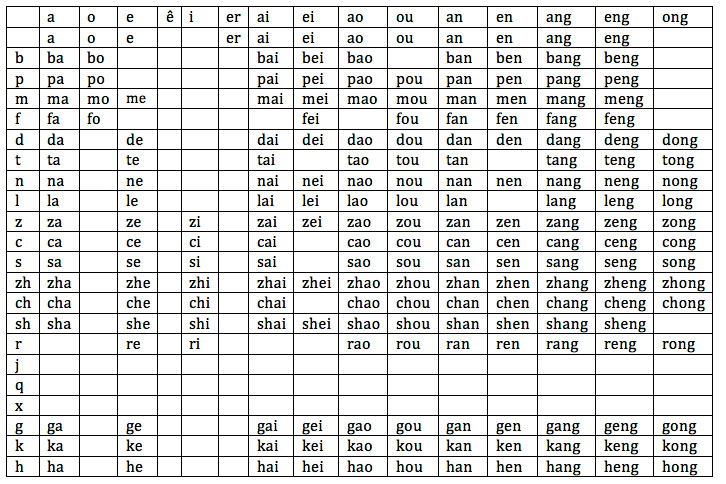 a o e ê i er ai ei ao ou an en ang eng ong
a o e er ai ei ao ou an en ang eng
b ba bo bai bei bao ban ben bang beng
p pa po pai pei pao pou pan pen pang peng
m ma mo me mai mei mao mou man men mang meng
f fa fo fei fou fan fen fang feng
d da de dai dei dao dou dan den dang deng dong
t ta te tai tao tou tan tang teng tong
n na ne nai nei nao nou nan nen nang neng nong
l la le lai lei lao lou lan lang leng long
z za ze zi zai zei zao zou zan zen zang zeng zong
c ca ce ci cai cao cou can cen cang ceng cong
s sa se si sai sao sou san sen sang seng song
zh zha zhe zhi zhai zhei zhao zhou zhan zhen zhang zheng zhong
ch cha che chi chai chao chou chan chen chang cheng chong
sh sha she shi shai shei shao shou shan shen shang sheng
r re ri rao rou ran ren rang reng rong
j
q
x
g ga ge gai gei gao gou gan gen gang geng gong
k ka ke kai kei kao kou kan ken kang keng kong
h ha he hai hei hao hou han hen hang heng hong